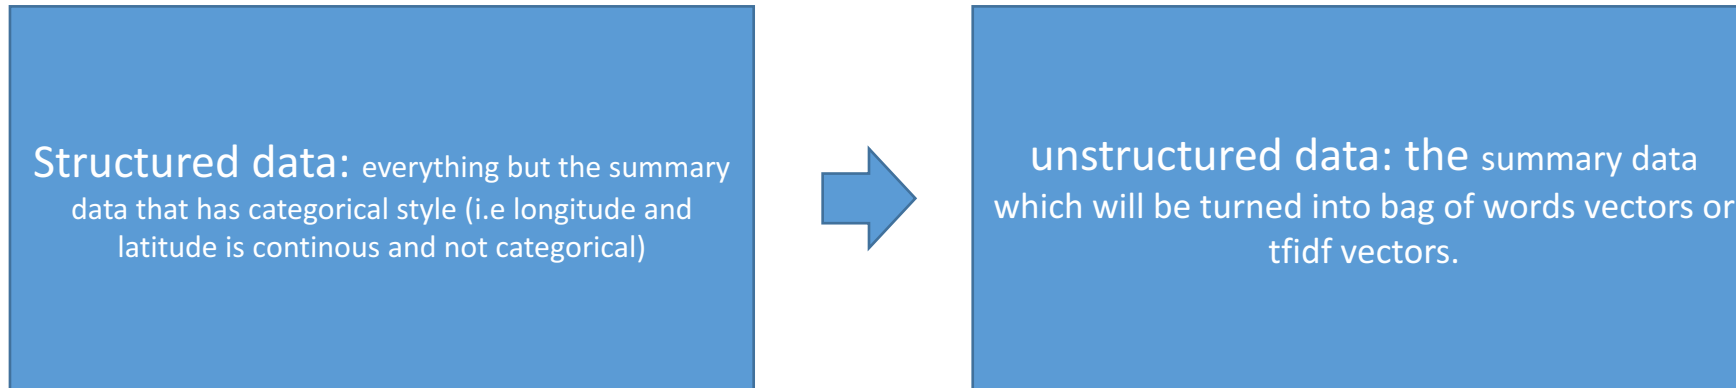 Structured data: everything but the summary
data that has categorical style (i.e longitude and
latitude is continous and not categorical)
unstructured data: the summary data
which will be turned into bag of words vectors or
tfidf vectors.